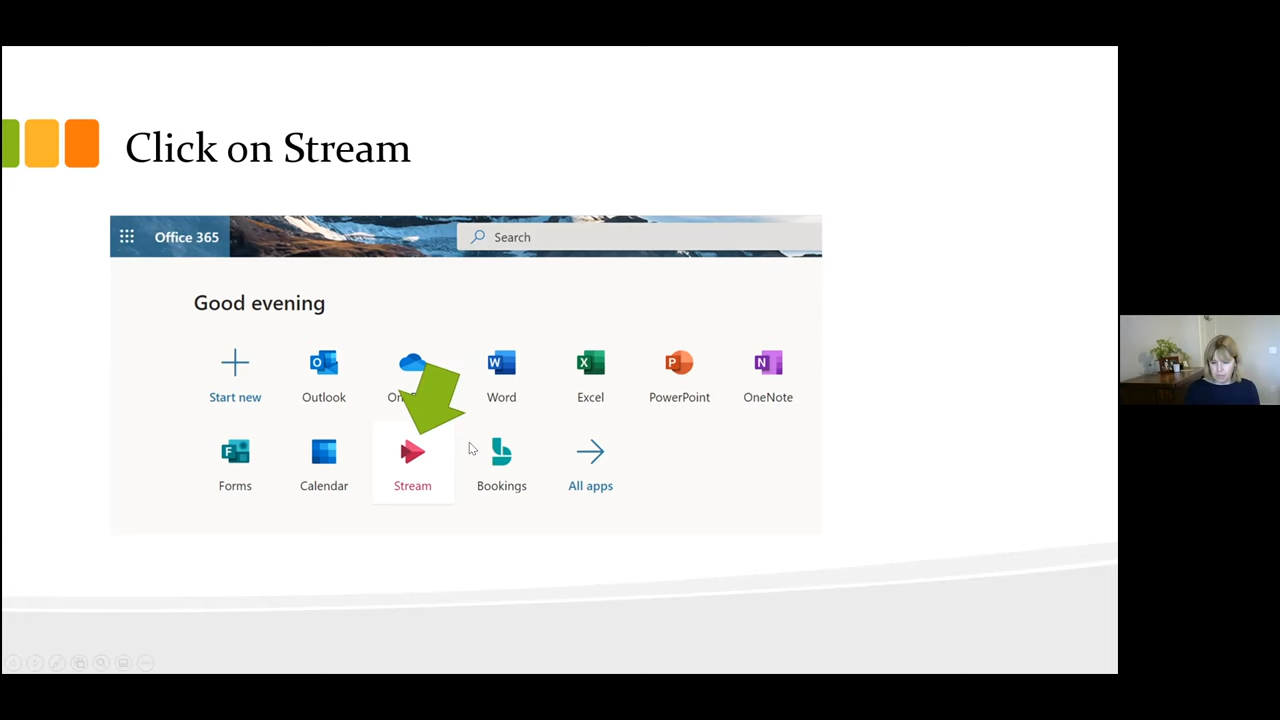 Click on Stream
Office 365
Search
Good evening
Start new
Outlook
Word
Excel
PowerPoint
OneNote
Forms
Calendar
Stream
Bookings
All apps